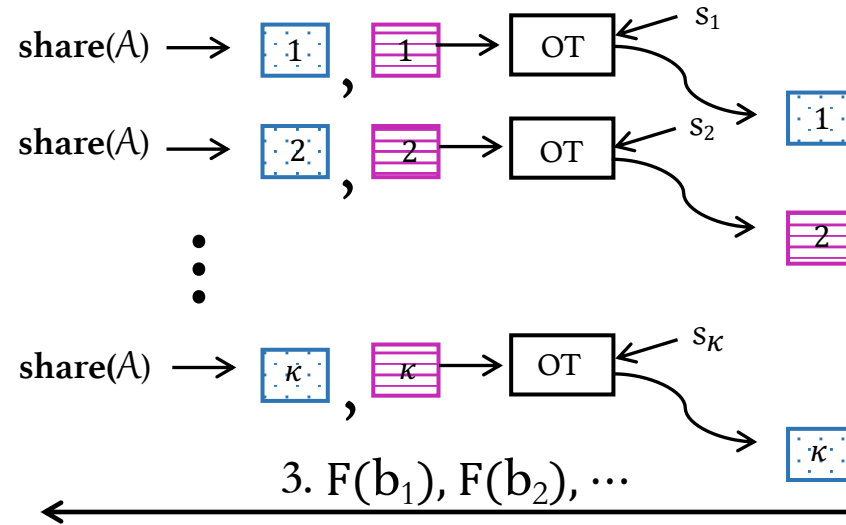 share(A) 1 , 1 OT s₁
1
share(A) 2 , 2 OT s₂
2
share(A) κ , κ OT sκ
κ
3. F(b₁), F(b₂), ⋯